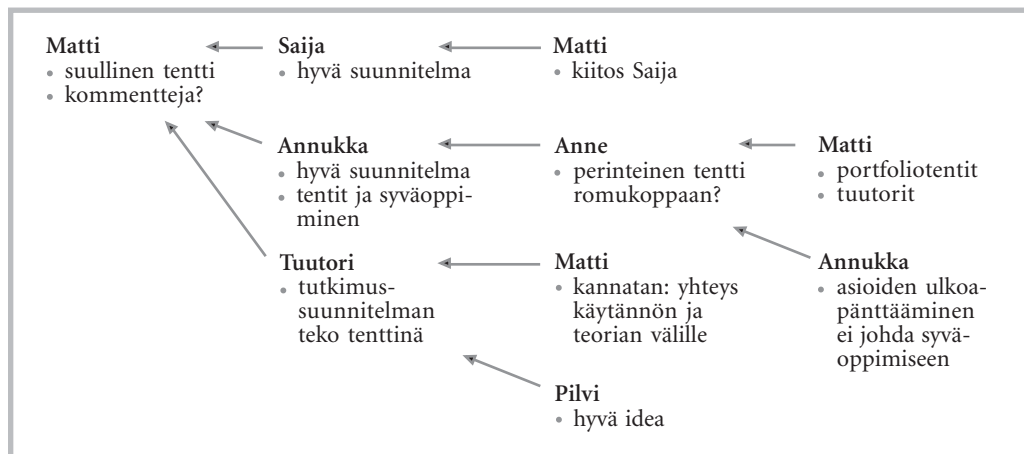 Matti
• suullinen tentti
• kommentteja?
Saija
• hyvä suunnitelma
Matti
• kiitos Saija
Annukka
• hyvä suunnitelma
• tentit ja syväoppi-
minen
Anne
• perinteinen tentti
romukoppaan?
Matti
• portfoliotentit
• tuutorit
Tuutori
• tutkimus-
suunnitelman
teko tenttinä
Matti
• kannatan: yhteys
käytännön ja
teorian välille
Annukka
• asioiden ulkoa-
pänttääminen
ei johda syvä-
oppimiseen
Pilvi
• hyvä idea